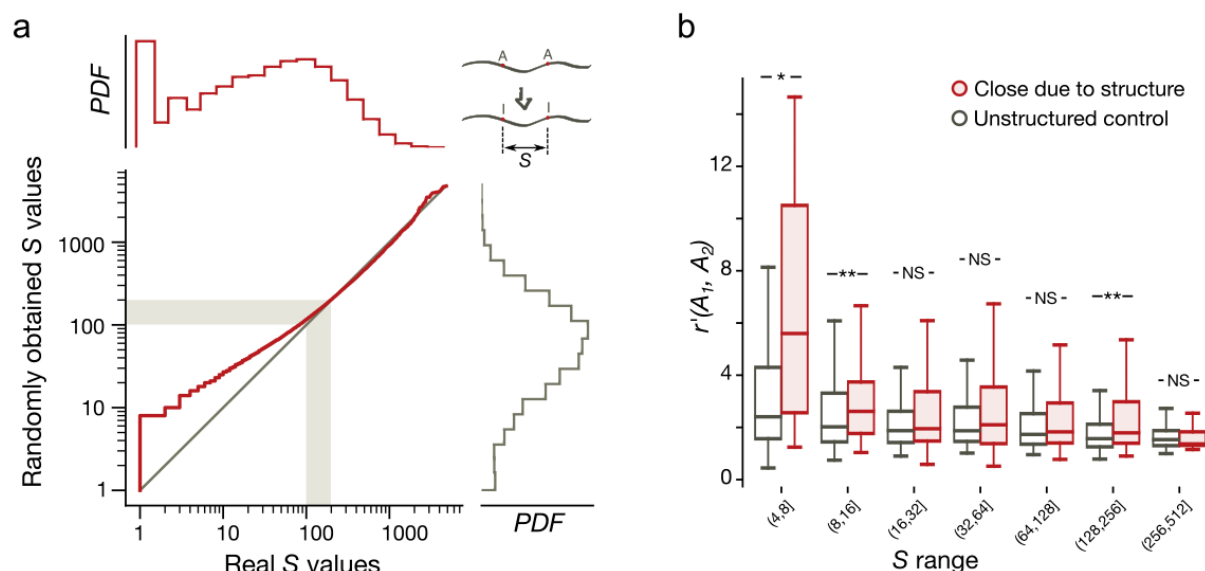 a
PDF
A A
S
Randomly obtained S values
1000
100
10
1
1 10 100 1000
Real S values
PDF
b
Close due to structure
Unstructured control
r'(A1, A2)
12
8
4
0
*
**
NS
NS
NS
**
NS
(4,8]
(8,16]
(16,32]
(32,64]
(64,128]
(128,256]
(256,512]
S range